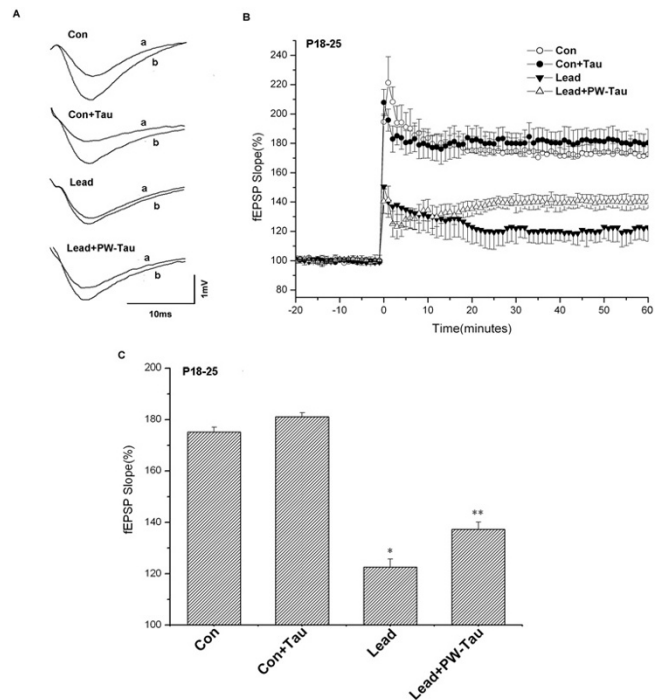 A
Con
a
b
Con+Tau
a
b
Lead
a
b
Lead+PW-Tau
a
b
1mV
10ms
B
P18-25
Con
Con+Tau
Lead
Lead+PW-Tau
240
220
200
180
160
140
120
100
80
fEPSP Slope(%)
-20 -10 0 10 20 30 40 50 60
Time(minutes)
C
P18-25
200
180
160
140
120
100
fEPSP Slope(%)
*
**
Con
Con+Tau
Lead
Lead+PW-Tau